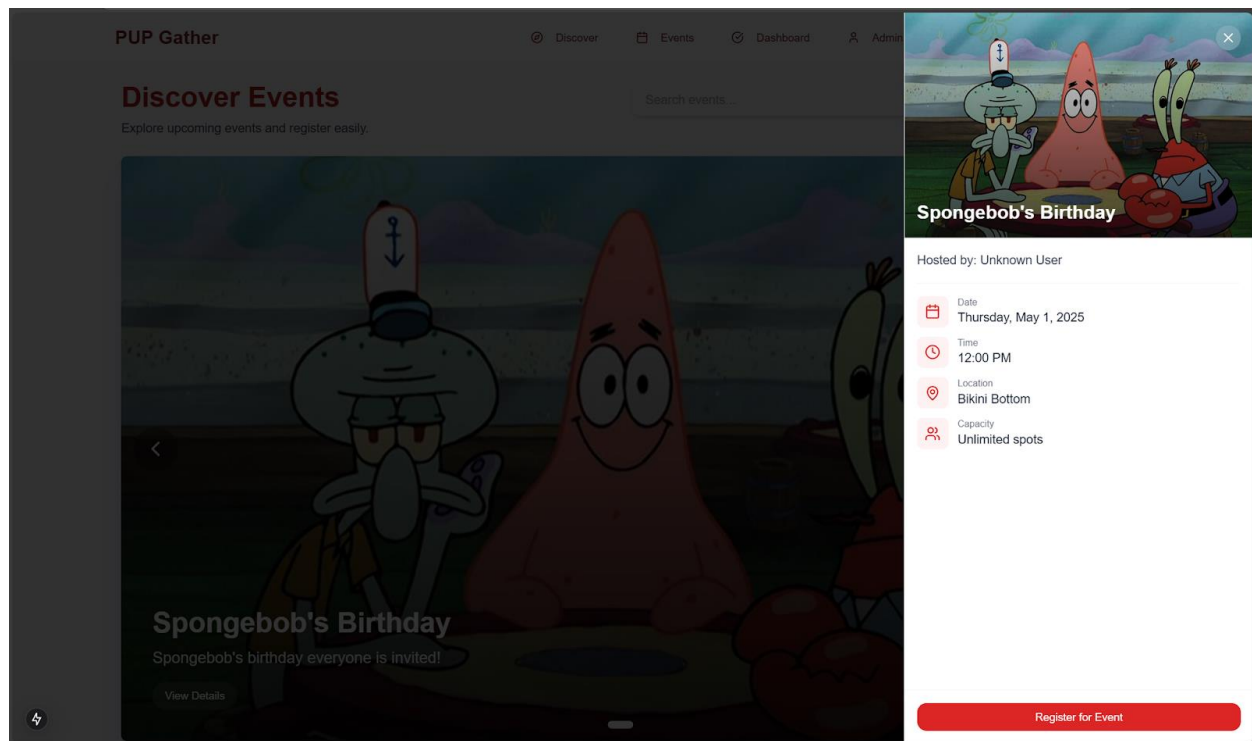 PUP Gather
Discover
Events
Dashboard
Admin
Discover Events
Search events...
Explore upcoming events and register easily.
Spongebob's Birthday
Spongebob's birthday everyone is invited!
View Details
Spongebob's Birthday
Hosted by: Unknown User
Date
Thursday, May 1, 2025
Time
12:00 PM
Location
Bikini Bottom
Capacity
Unlimited spots
Register for Event